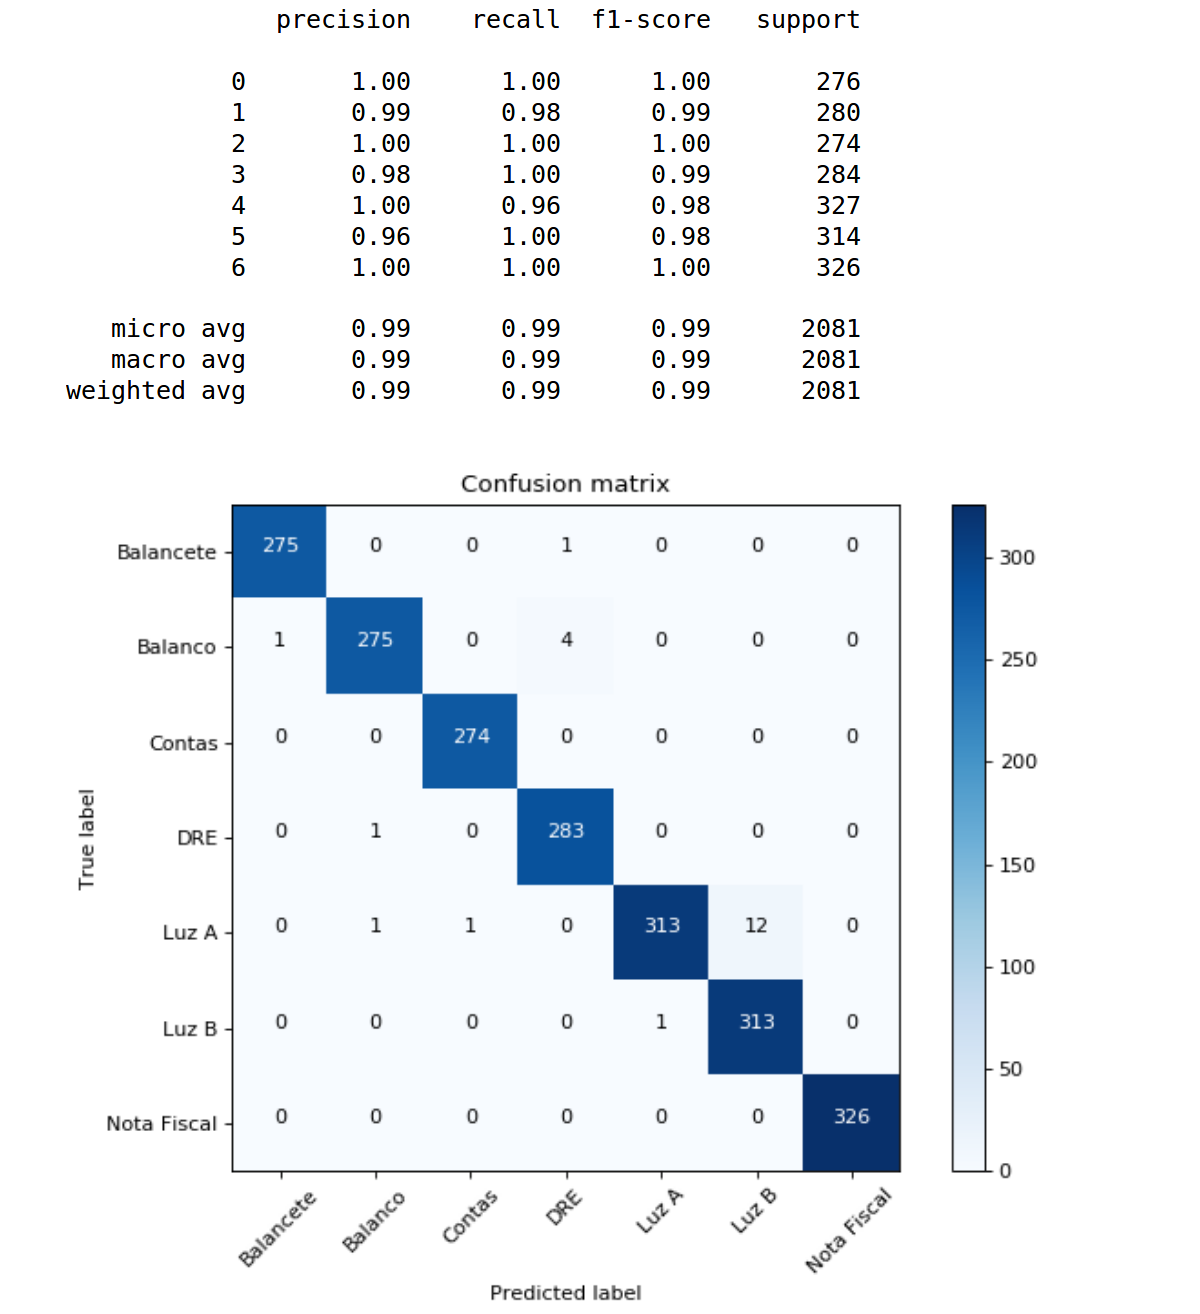 precision recall f1-score support
0 1.00 1.00 1.00 276
1 0.99 0.98 0.99 280
2 1.00 1.00 1.00 274
3 0.98 1.00 0.99 284
4 1.00 0.96 0.98 327
5 0.96 1.00 0.98 314
6 1.00 1.00 1.00 326
micro avg 0.99 0.99 0.99 2081
macro avg 0.99 0.99 0.99 2081
weighted avg 0.99 0.99 0.99 2081
Confusion matrix
Balancete 275 0 0 1 0 0 0
Balanco 1 275 0 4 0 0 0
Contas 0 0 274 0 0 0 0
DRE 0 1 0 283 0 0 0
Luz A 0 1 1 0 313 12 0
Luz B 0 0 0 0 1 313 0
Nota Fiscal 0 0 0 0 0 0 326
True label
Balancete Balanco Contas DRE Luz A Luz B Nota Fiscal
Predicted label
300
250
200
150
100
50
0